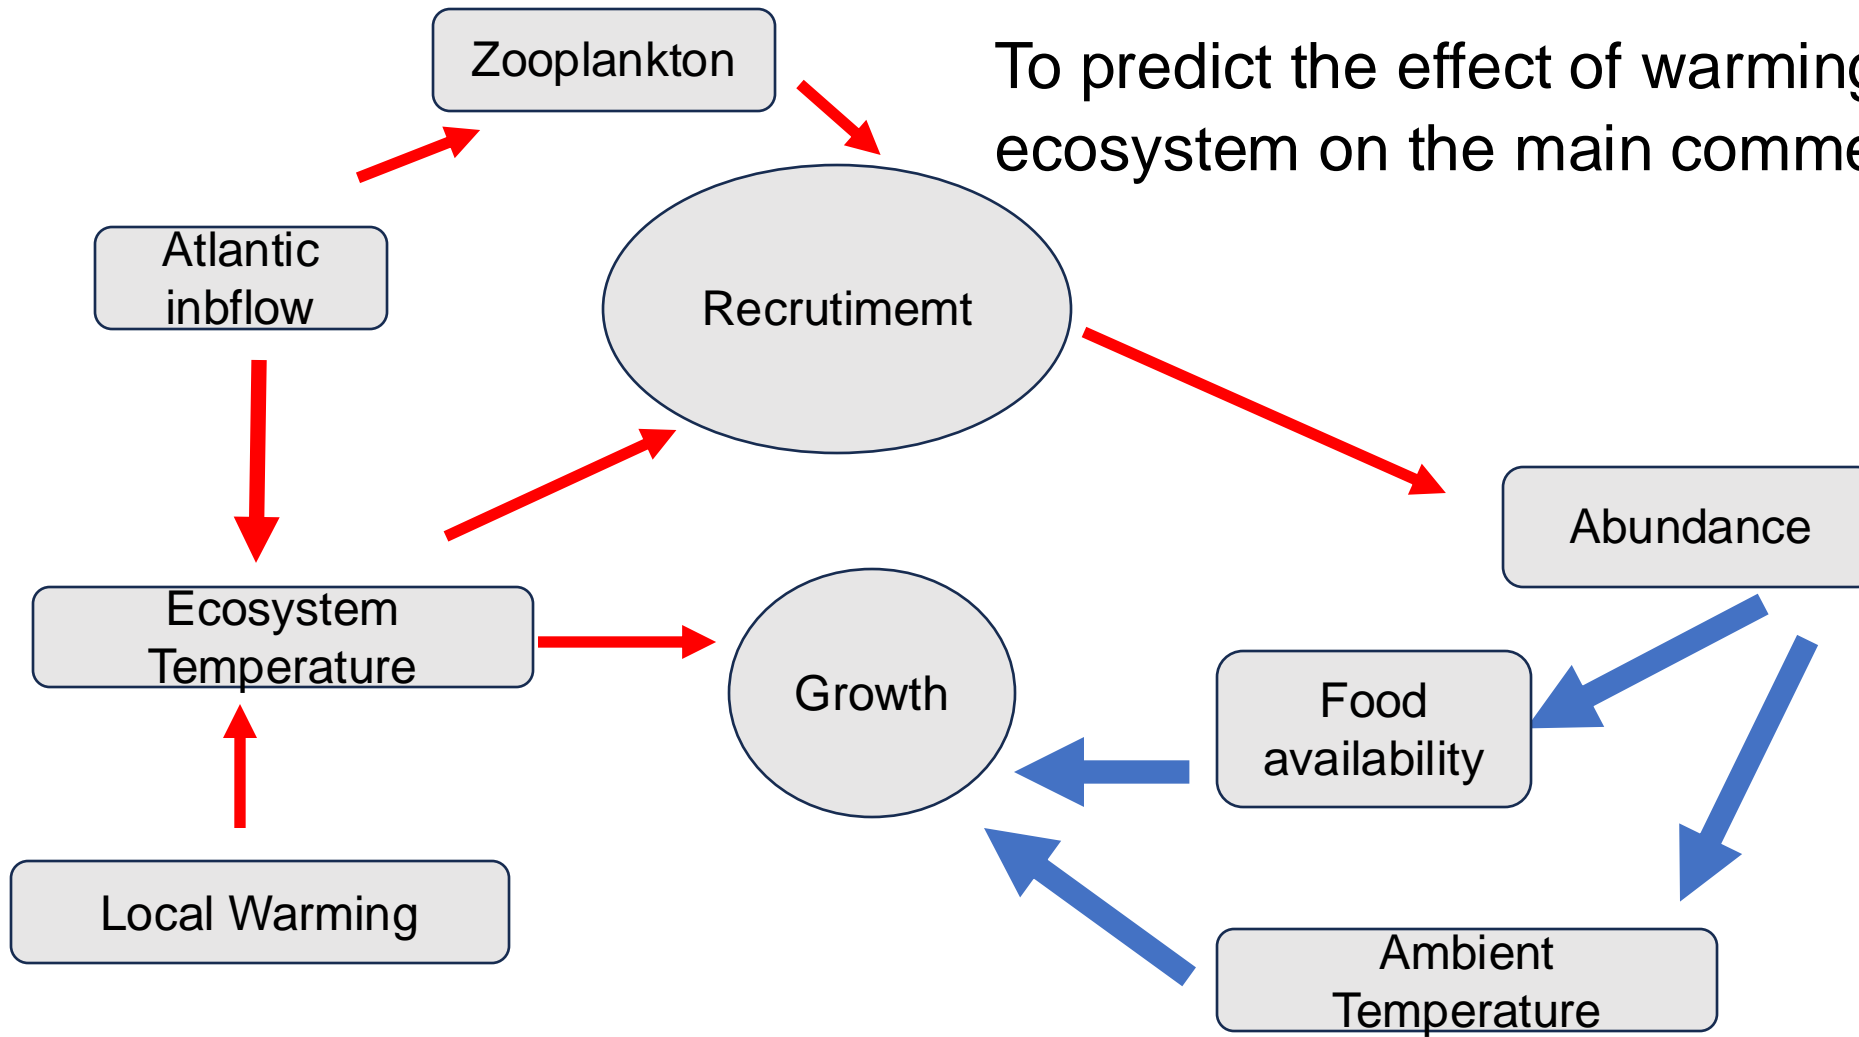 Zooplankton
To predict the effect of warming
ecosystem on the main comme
Atlantic
inbflow
Recrutimemt
Abundance
Ecosystem
Temperature
Growth
Food
availability
Local Warming
Ambient
Temperature